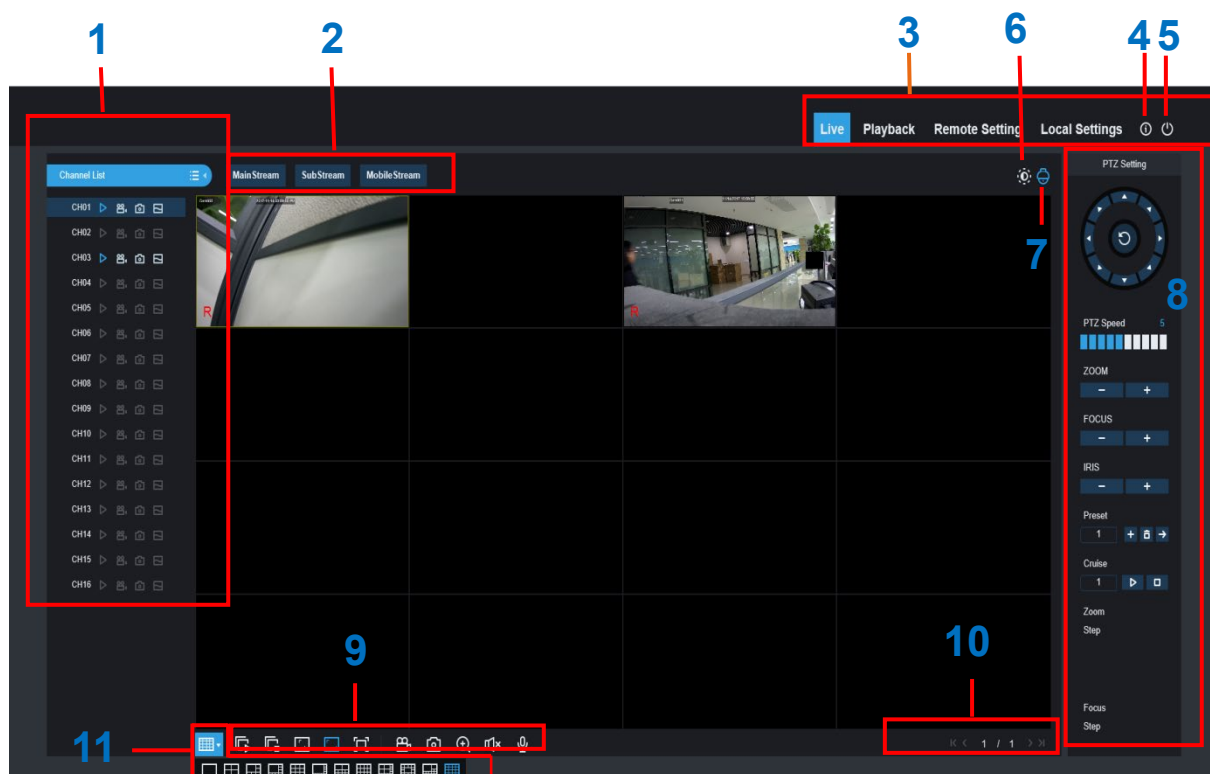 1
2
3
6
4
5
Live Playback Remote Setting Local Settings
Channel List
MainStream SubStream MobileStream
PTZ Setting
CH01
CH02
CH03
CH04
CH05
CH06
CH07
CH08
CH09
CH10
CH11
CH12
CH13
CH14
CH15
CH16
R
R
7
8
PTZ Speed 5
ZOOM
- +
FOCUS
- +
IRIS
- +
Preset
1 +
Cruise
1
Zoom
Step
Focus
Step
9
10
11
1 / 1